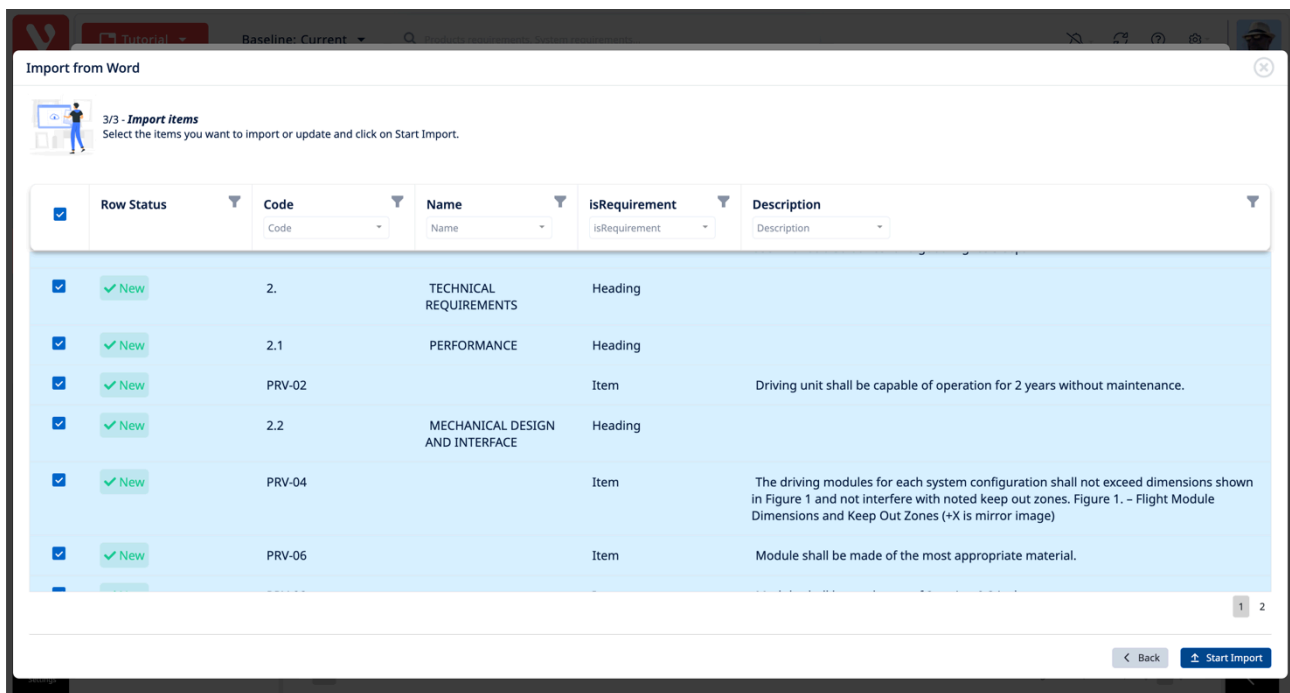 Tutorial
Baseline: Current
Products requirements, System requirements...
Import from Word
3/3 - Import items
Select the items you want to import or update and click on Start Import.
Row Status Code Name isRequirement Description
Code Name isRequirement Description
New 2. TECHNICAL REQUIREMENTS Heading
New 2.1 PERFORMANCE Heading
New PRV-02 Item Driving unit shall be capable of operation for 2 years without maintenance.
New 2.2 MECHANICAL DESIGN AND INTERFACE Heading
New PRV-04 Item The driving modules for each system configuration shall not exceed dimensions shown
in Figure 1 and not interfere with noted keep out zones. Figure 1. – Flight Module
Dimensions and Keep Out Zones (+X is mirror image)
New PRV-06 Item Module shall be made of the most appropriate material.
1 2
Back Start Import
settings